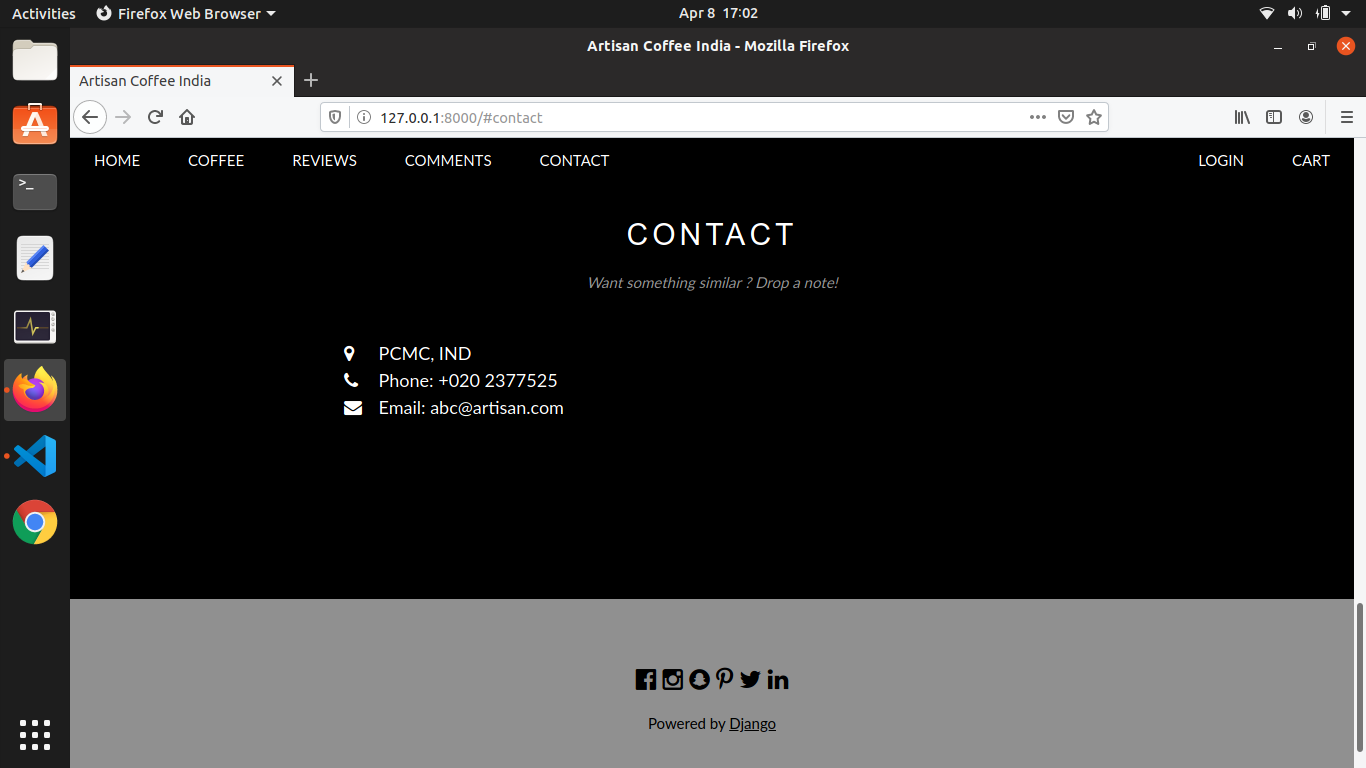 Activities Firefox Web Browser Apr 8 17:02
Artisan Coffee India - Mozilla Firefox
Artisan Coffee India
127.0.0.1:8000/#contact
HOME COFFEE REVIEWS COMMENTS CONTACT LOGIN CART
CONTACT
Want something similar ? Drop a note!
PCMC, IND
Phone: +020 2377525
Email: abc@artisan.com
Powered by Django